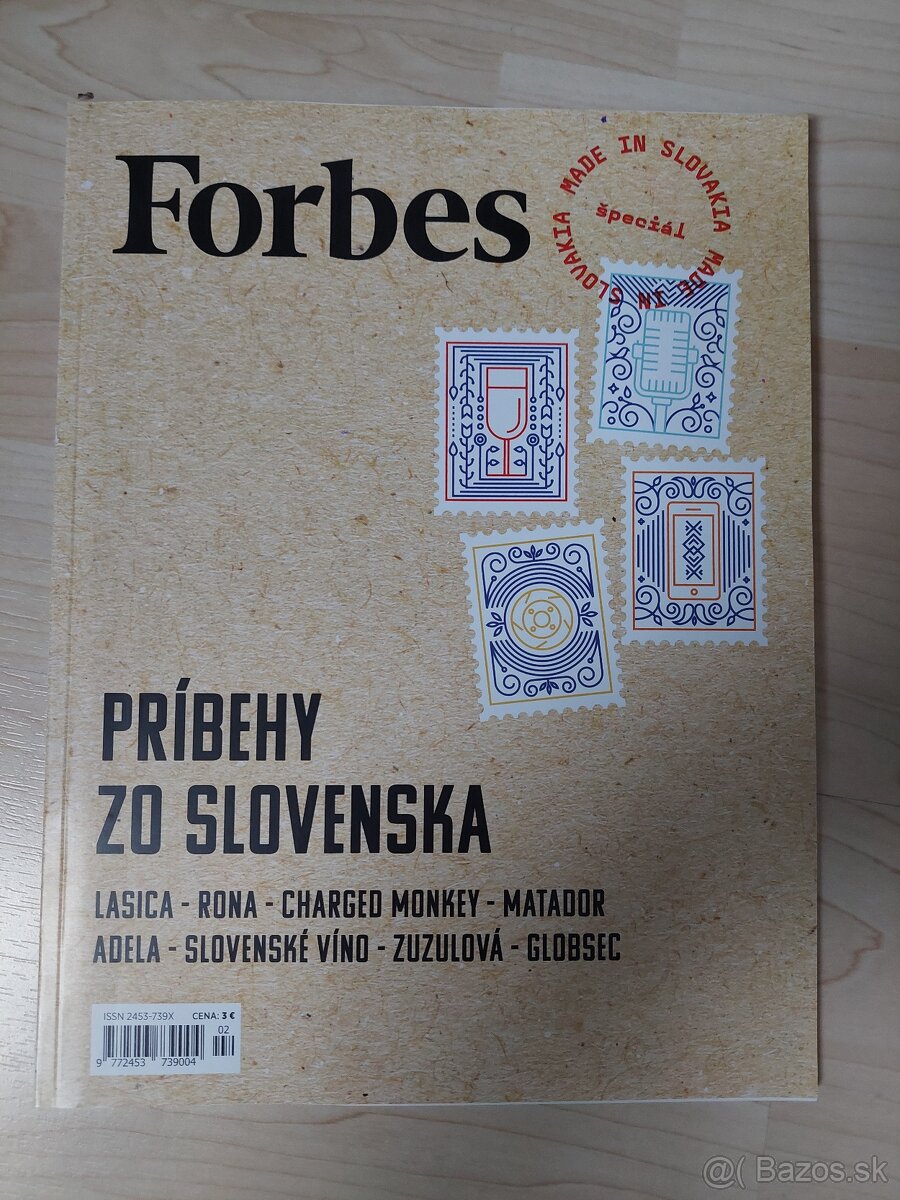 Forbes
MADE IN SLOVAKIA MADE IN SLOVAKIA
špeciál
PRÍBEHY
ZO SLOVENSKA
LASICA - RONA - CHARGED MONKEY - MATADOR
ADELA - SLOVENSKÉ VÍNO - ZUZULOVÁ - GLOBSEC
ISSN 2453-739X CENA: 3 €
02
9 772453 739004
@( Bazos.sk